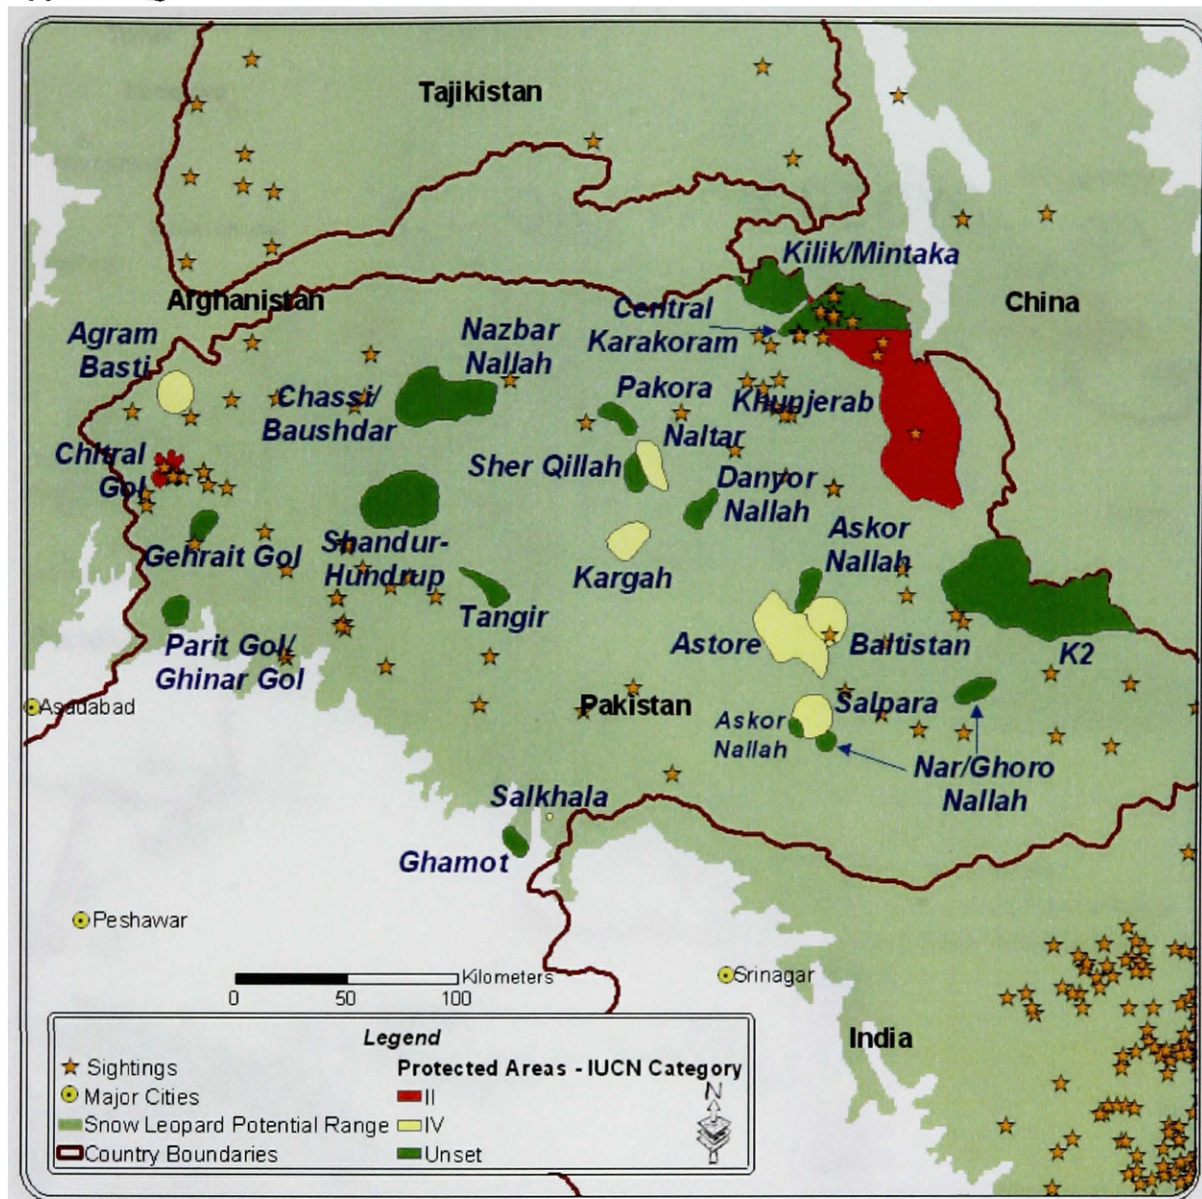 Tajikistan
Kilik/Mintaka
Afghanistan
China
Central
Karakoram
Agram
Basti
Nazbar
Nallah
Pakora
Khunjerab
Chassi/
Baushdar
Naltar
Chitral
Gol
Sher Qillah
Danyor
Nallah
Askor
Nallah
Gehrait Gol
Shandur-
Hundrup
Kargah
Tangir
Parit Gol/
Ghinar Gol
Astore
Baltistan
K2
Asadabad
Pakistan
Salpara
Askor
Nallah
Nar/Ghoro
Nallah
Salkhala
Ghamot
Peshawar
Srinagar
Kilometers
0 50 100
India
Legend
Sightings
Major Cities
Snow Leopard Potential Range
Country Boundaries
Protected Areas - IUCN Category
II
IV
Unset
N